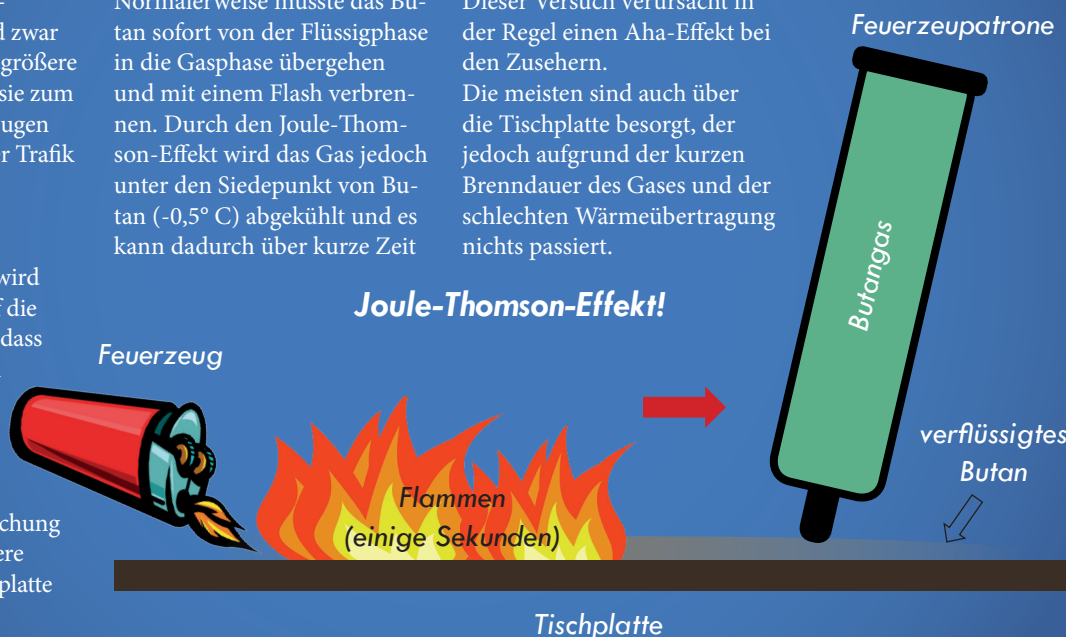 -
d zwar
größere
sie zum
ugen
r Trafik
wird
f die
dass
chung
ere
platte
Normalerweise müsste das Bu-
tan sofort von der Flüssigphase
in die Gasphase übergehen
und mit einem Flash verbren-
nen. Durch den Joule-Thom-
son-Effekt wird das Gas jedoch
unter den Siedepunkt von Bu-
tan (-0,5° C) abgekühlt und es
kann dadurch über kurze Zeit
Dieser Versuch verursacht in
der Regel einen Aha-Effekt bei
den Zusehern.
Die meisten sind auch über
die Tischplatte besorgt, der
jedoch aufgrund der kurzen
Brenndauer des Gases und der
schlechten Wärmeübertragung
nichts passiert.
Feuerzeupatrone
Butangas
Joule-Thomson-Effekt!
Feuerzeug
verflüssigtes
Butan
Flammen
(einige Sekunden)
Tischplatte